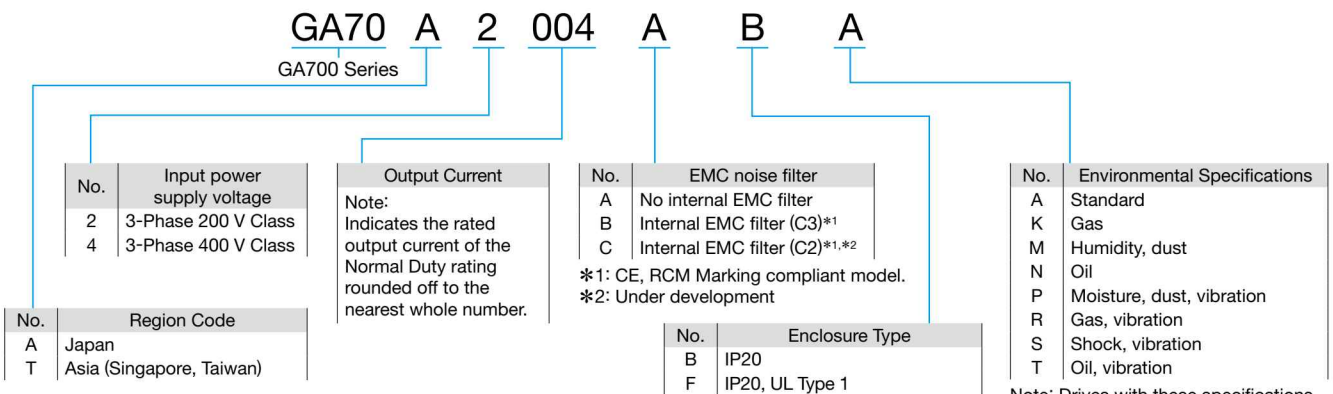 GA70 A 2 004 A B A
GA700 Series
No. Input power
supply voltage
2 3-Phase 200 V Class
4 3-Phase 400 V Class
Output Current
Note:
Indicates the rated
output current of the
Normal Duty rating
rounded off to the
nearest whole number.
No. EMC noise filter
A No internal EMC filter
B Internal EMC filter (C3)*1
C Internal EMC filter (C2)*1,*2
*1: CE, RCM Marking compliant model.
*2: Under development
No. Environmental Specifications
A Standard
K Gas
M Humidity, dust
N Oil
P Moisture, dust, vibration
R Gas, vibration
S Shock, vibration
T Oil, vibration
Note: Drives with these specifications
No. Region Code
A Japan
T Asia (Singapore, Taiwan)
No. Enclosure Type
B IP20
F IP20, UL Type 1